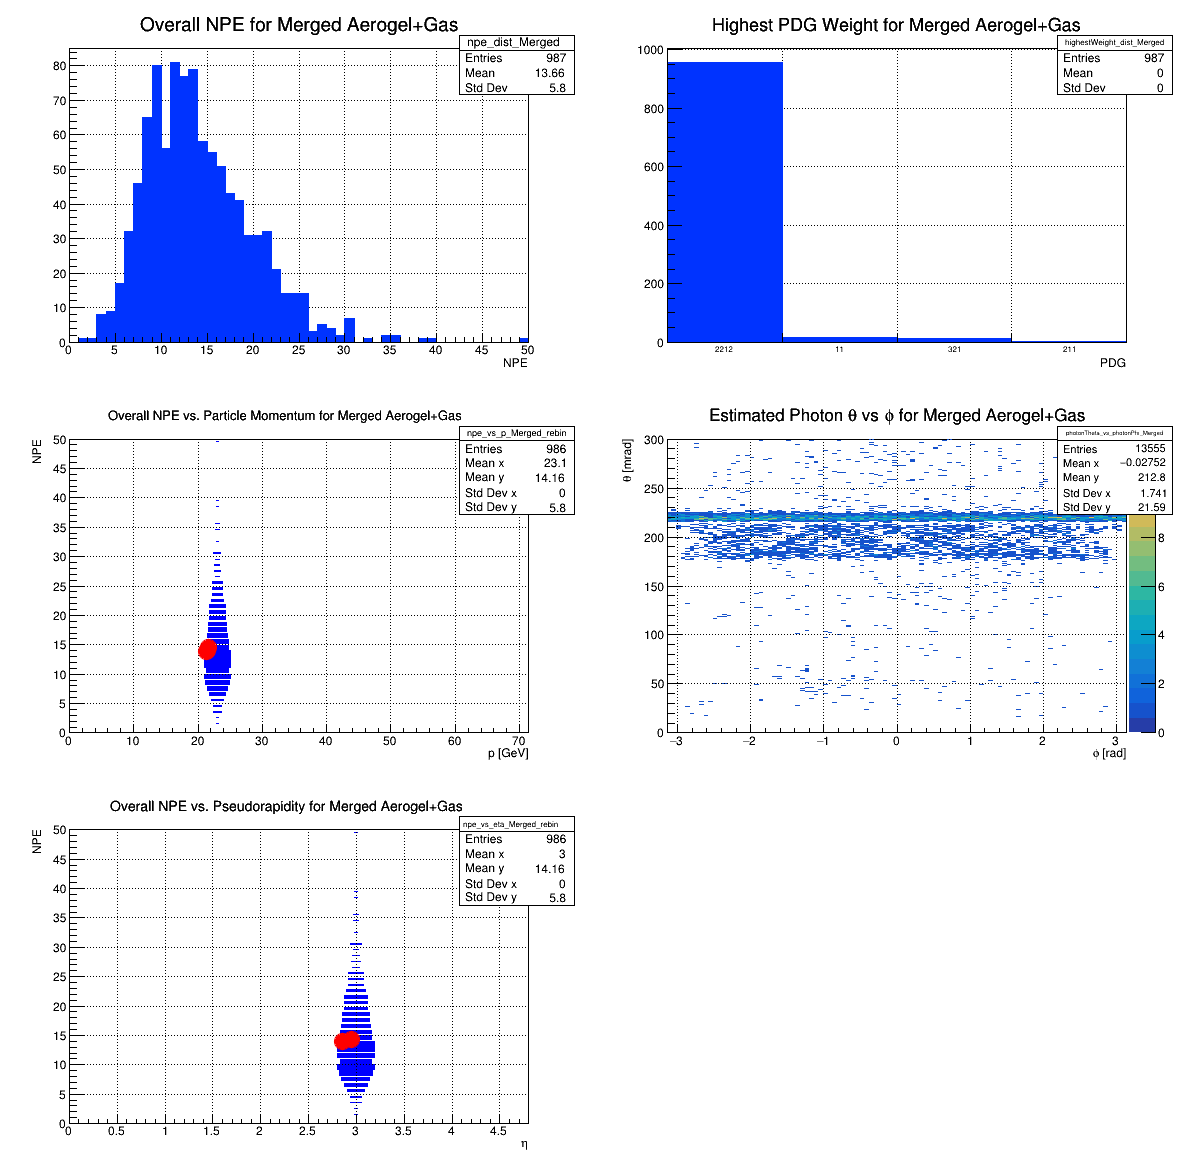 Overall NPE for Merged Aerogel+Gas
npe_dist_Merged
Entries 987
Mean 13.66
Std Dev 5.8
80
70
60
50
40
30
20
10
0
0 5 10 15 20 25 30 35 40 45 50
NPE
Highest PDG Weight for Merged Aerogel+Gas
highestWeight_dist_Merged
Entries 987
Mean 0
Std Dev 0
1000
800
600
400
200
0
2212 11 321 211
PDG
Overall NPE vs. Particle Momentum for Merged Aerogel+Gas
npe_vs_p_Merged_rebin
Entries 986
Mean x 23.1
Mean y 14.16
Std Dev x 0
Std Dev y 5.8
NPE
50
45
40
35
30
25
20
15
10
5
0
0 10 20 30 40 50 60 70
p [GeV]
Estimated Photon θ vs ϕ for Merged Aerogel+Gas
photonTheta_vs_photonPhi_Merged
Entries 13555
Mean x −0.02752
Mean y 212.8
Std Dev x 1.741
Std Dev y 21.59
θ [mrad]
300
250
200
150
100
50
0
−3 −2 −1 0 1 2 3
ϕ [rad]
8
6
4
2
0
Overall NPE vs. Pseudorapidity for Merged Aerogel+Gas
npe_vs_eta_Merged_rebin
Entries 986
Mean x 3
Mean y 14.16
Std Dev x 0
Std Dev y 5.8
NPE
50
45
40
35
30
25
20
15
10
5
0
0 0.5 1 1.5 2 2.5 3 3.5 4 4.5
η